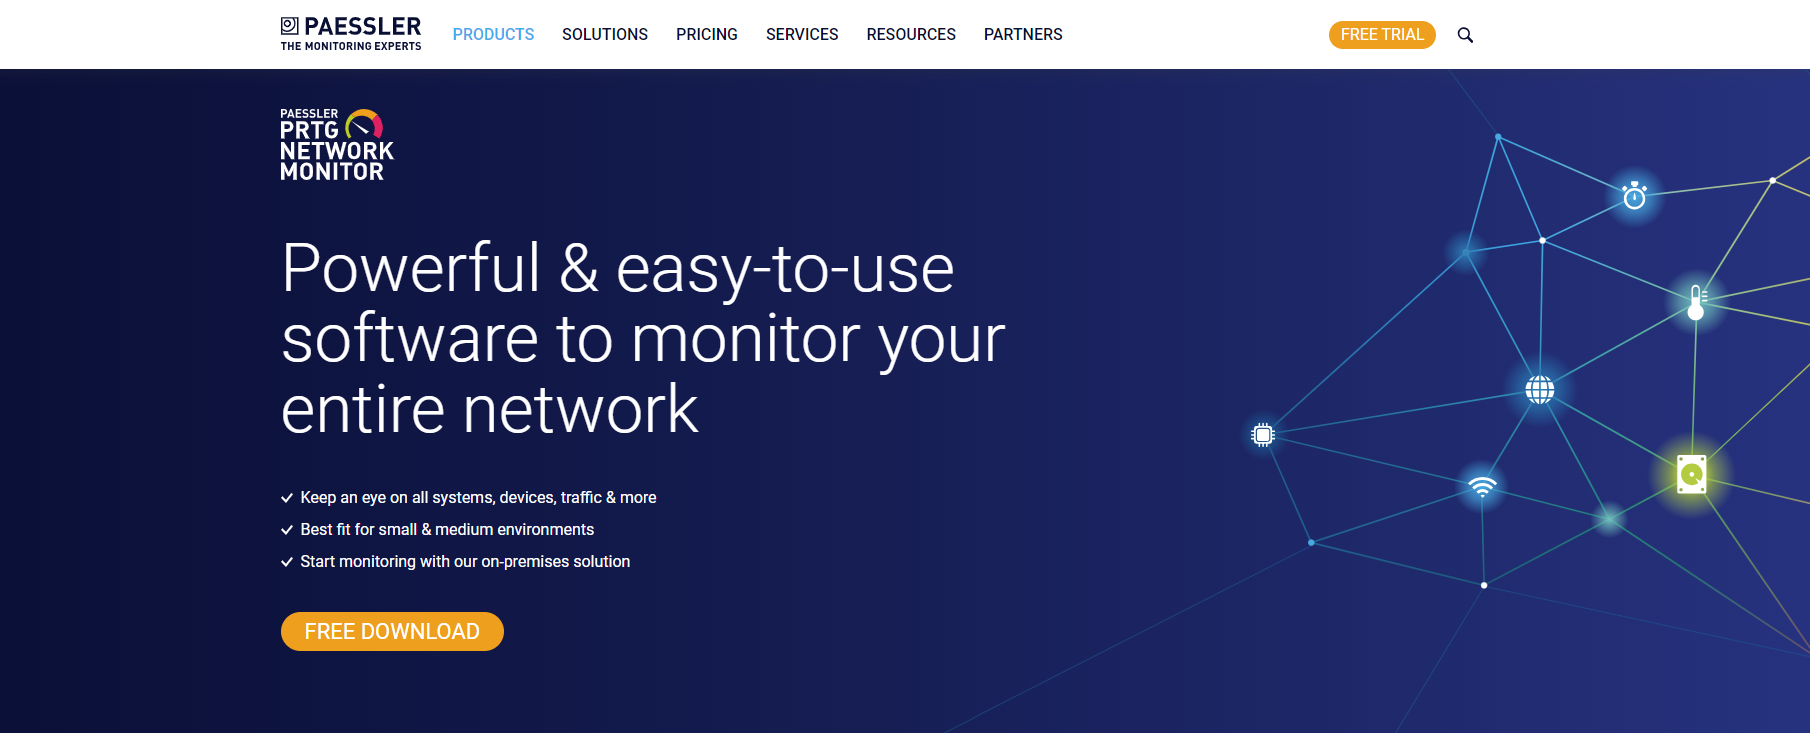 PAESSLER
THE MONITORING EXPERTS
PRODUCTS
SOLUTIONS
PRICING
SERVICES
RESOURCES
PARTNERS
FREE TRIAL
PAESSLER
PRTG
NETWORK
MONITOR
Powerful & easy-to-use
software to monitor your
entire network
Keep an eye on all systems, devices, traffic & more
Best fit for small & medium environments
Start monitoring with our on-premises solution
FREE DOWNLOAD